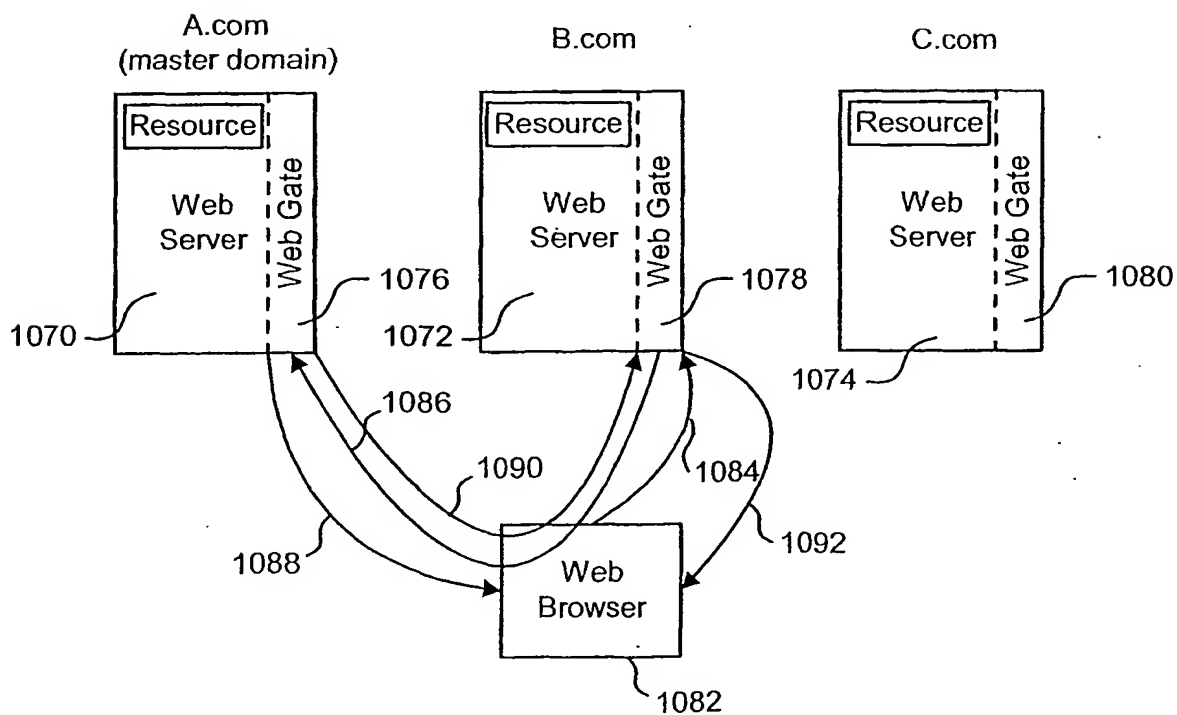 A.com
(master domain)
B.com
C.com
Resource
Resource
Resource
Web
Server
Web Gate
Web
Server
Web Gate
Web
Server
Web Gate
1076
1078
1080
1070
1072
1074
1086
1090
1084
1088
1092
Web
Browser
1082